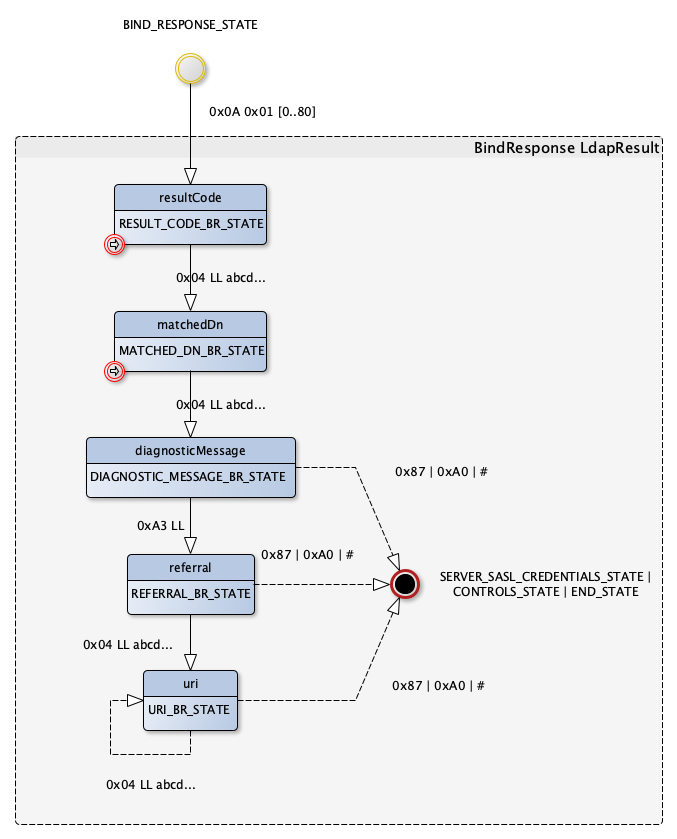 BIND_RESPONSE_STATE
0x0A 0x01 [0..80]
BindResponse LdapResult
resultCode
RESULT_CODE_BR_STATE
0x04 LL abcd...
matchedDn
MATCHED_DN_BR_STATE
0x04 LL abcd...
diagnosticMessage
DIAGNOSTIC_MESSAGE_BR_STATE
0x87 | 0xA0 | #
0xA3 LL
0x87 | 0xA0 | #
referral
REFERRAL_BR_STATE
SERVER_SASL_CREDENTIALS_STATE |
CONTROLS_STATE | END_STATE
0x04 LL abcd...
uri
URI_BR_STATE
0x87 | 0xA0 | #
0x04 LL abcd...